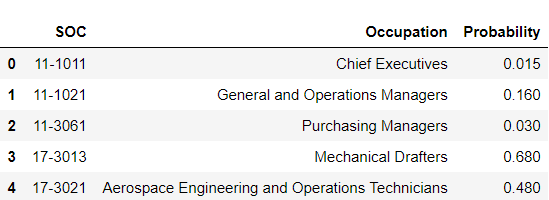 SOC Occupation Probability
0 11-1011 Chief Executives 0.015
1 11-1021 General and Operations Managers 0.160
2 11-3061 Purchasing Managers 0.030
3 17-3013 Mechanical Drafters 0.680
4 17-3021 Aerospace Engineering and Operations Technicians 0.480